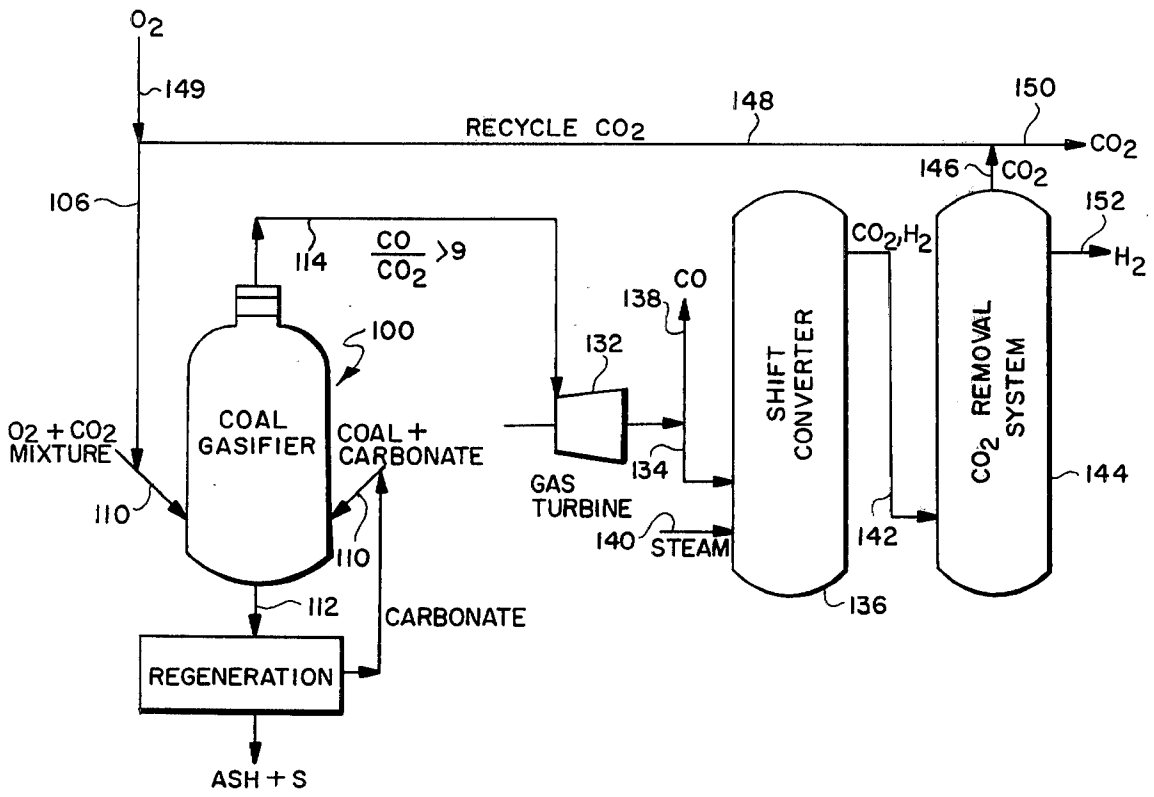 O2
149
RECYCLE CO2
148
150
CO2
146
CO2
106
152
H2
114
CO
CO2
>9
CO2,H2
CO
138
100
132
SHIFT
CONVERTER
CO2 REMOVAL
SYSTEM
COAL
GASIFIER
O2 + CO2
MIXTURE
COAL +
CARBONATE
134
144
110
110
GAS
TURBINE
140
STEAM
142
136
112
CARBONATE
REGENERATION
ASH + S